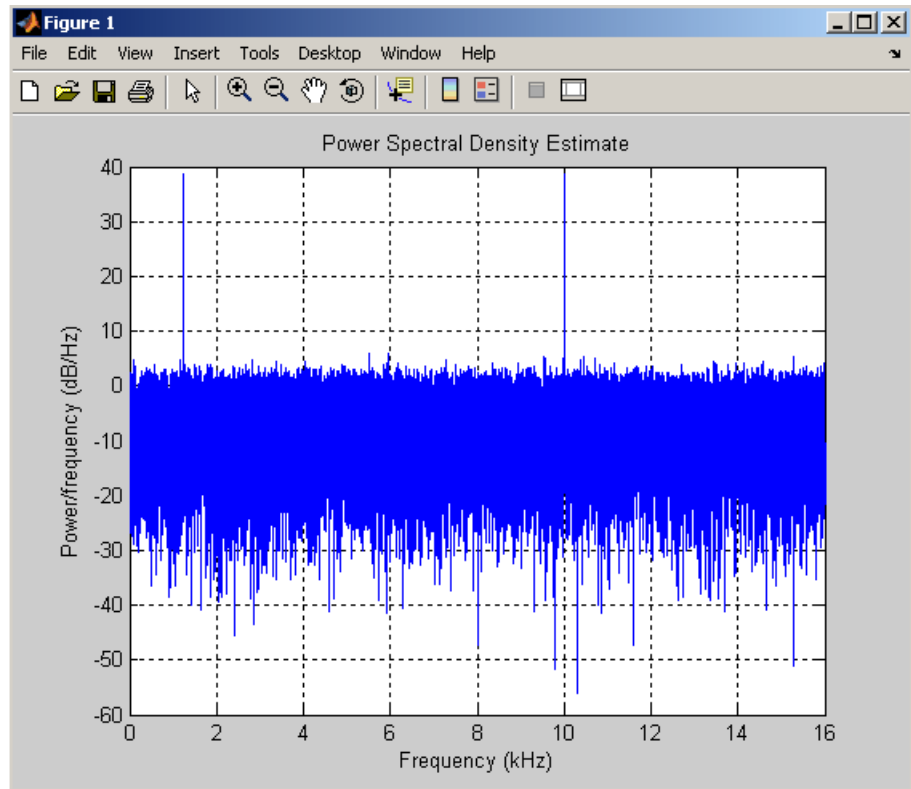 Figure 1
File Edit View Insert Tools Desktop Window Help
Power Spectral Density Estimate
40
30
20
10
0
-10
-20
-30
-40
-50
-60
Power/frequency (dB/Hz)
0 2 4 6 8 10 12 14 16
Frequency (kHz)